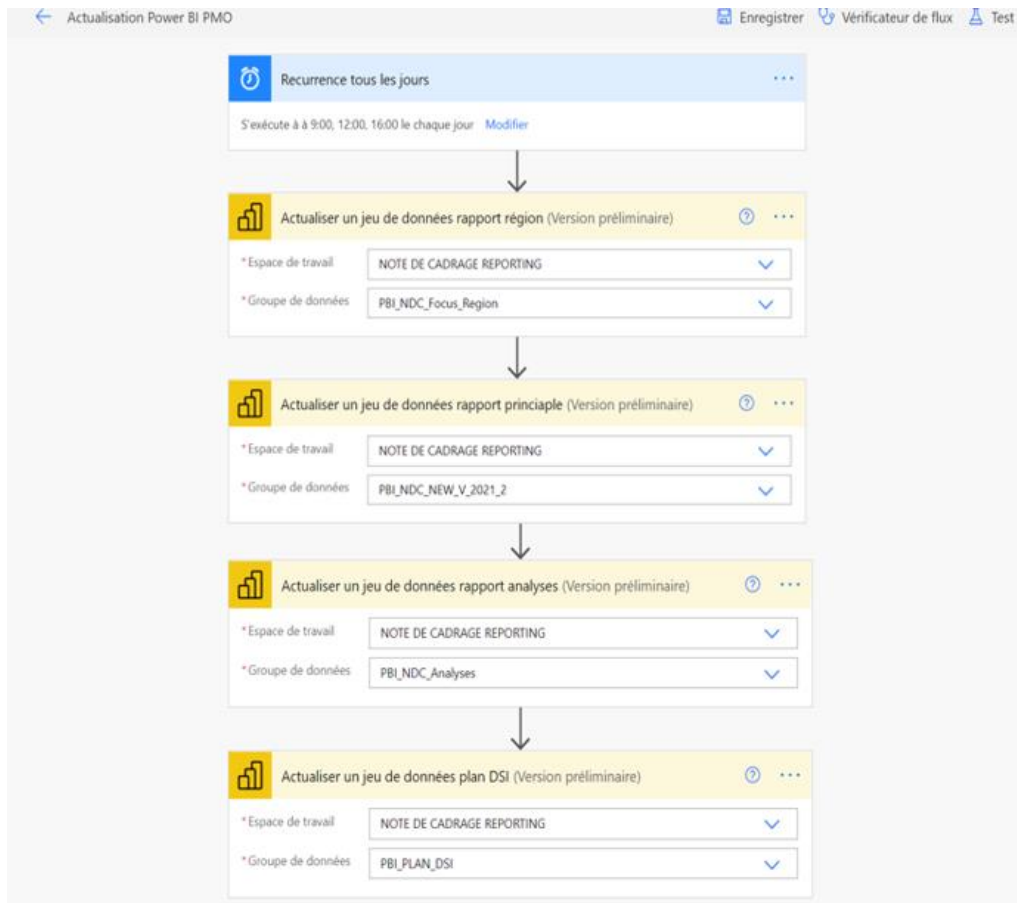 Actualisation Power BI PMO
Enregistrer Vérificateur de flux Test
Recurrence tous les jours
S'exécute à à 9:00, 12:00, 16:00 le chaque jour Modifier
Actualiser un jeu de données rapport région (Version préliminaire)
*Espace de travail NOTE DE CADRAGE REPORTING
*Groupe de données PBI_NDC_Focus_Region
Actualiser un jeu de données rapport princiaple (Version préliminaire)
*Espace de travail NOTE DE CADRAGE REPORTING
*Groupe de données PBI_NDC_NEW_V_2021_2
Actualiser un jeu de données rapport analyses (Version préliminaire)
*Espace de travail NOTE DE CADRAGE REPORTING
*Groupe de données PBI_NDC_Analyses
Actualiser un jeu de données plan DSI (Version préliminaire)
*Espace de travail NOTE DE CADRAGE REPORTING
*Groupe de données PBI_PLAN_DSI